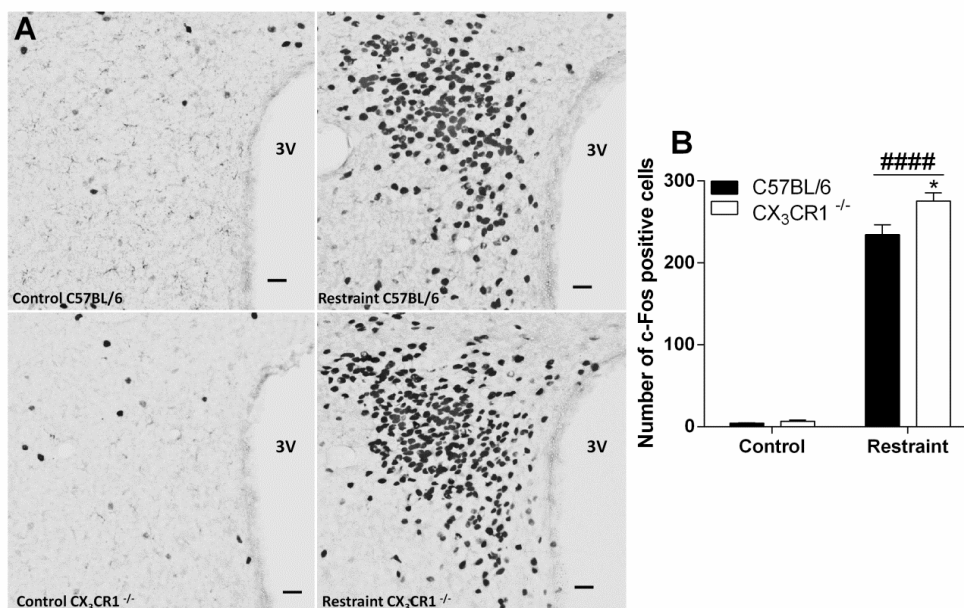 A
3V
Control C57BL/6
3V
Restraint C57BL/6
3V
Control CX₃CR1 -/-
3V
Restraint CX₃CR1 -/-
B
####
*
C57BL/6
CX₃CR1 -/-
Number of c-Fos positive cells
300
200
100
0
Control
Restraint